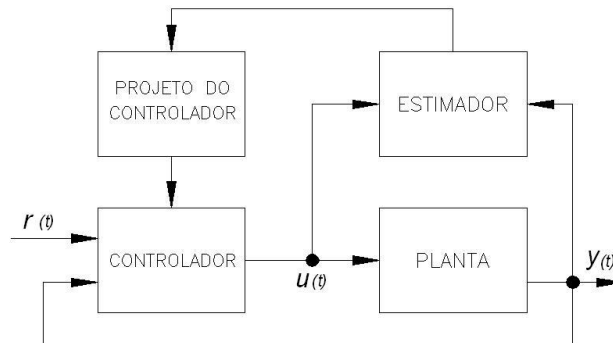 PROJETO DO
CONTROLADOR
ESTIMADOR
r (t)
CONTROLADOR
u(t)
PLANTA
y(t)